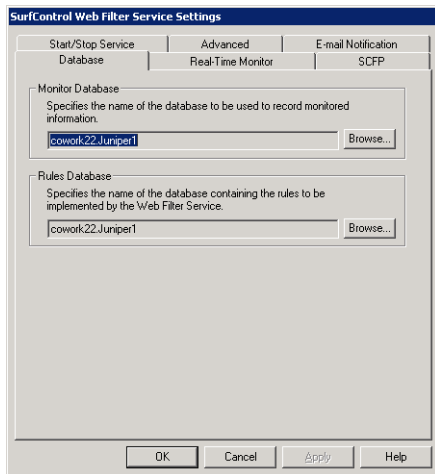 SurfControl Web Filter Service Settings
Start/Stop Service Advanced E-mail Notification
Database Real-Time Monitor SCFP
Monitor Database
Specifies the name of the database to be used to record monitored
information.
cowork22.Juniper1 Browse...
Rules Database
Specifies the name of the database containing the rules to be
implemented by the Web Filter Service.
cowork22.Juniper1 Browse...
OK Cancel Apply Help